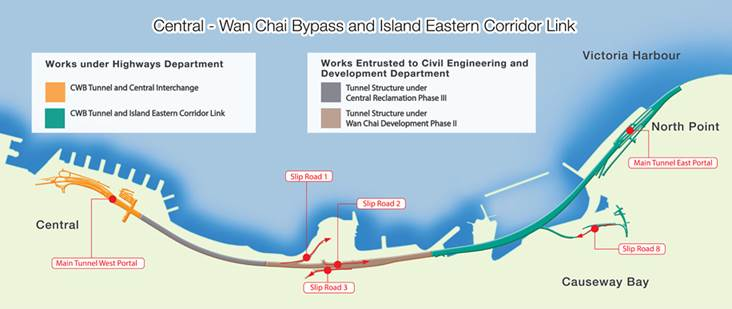 Central - Wan Chai Bypass and Island Eastern Corridor Link
Works under Highways Department
CWB Tunnel and Central Interchange
CWB Tunnel and Island Eastern Corridor Link
Works Entrusted to Civil Engineering and
Development Department
Tunnel Structure under
Central Reclamation Phase III
Tunnel Structure under
Wan Chai Development Phase II
Victoria Harbour
North Point
Main Tunnel East Portal
Slip Road 1
Slip Road 2
Central
Slip Road 8
Main Tunnel West Portal
Slip Road 3
Causeway Bay